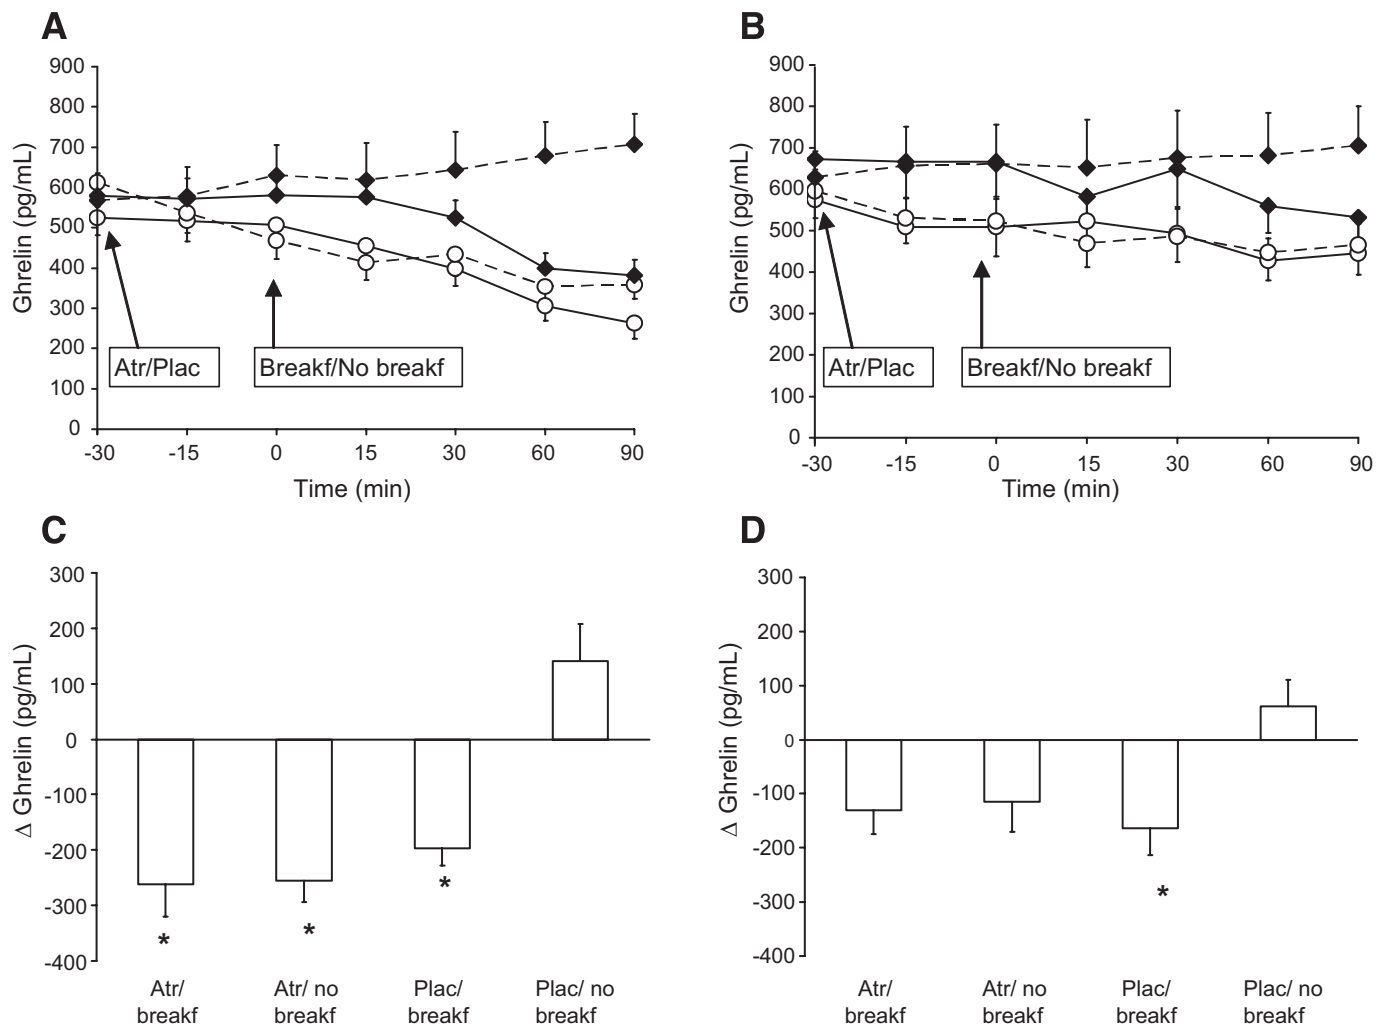 A
B
900
800
700
600
500
400
300
200
100
0
Ghrelin (pg/mL)
Atr/Plac
Breakf/No breakf
-30
-15
0
15
30
60
90
Time (min)
900
800
700
600
500
400
300
200
100
0
Ghrelin (pg/mL)
Atr/Plac
Breakf/No breakf
-30
-15
0
15
30
60
90
Time (min)
C
D
300
200
100
0
-100
-200
-300
-400
Δ Ghrelin (pg/mL)
*
*
*
Atr/
breakf
Atr/ no
breakf
Plac/
breakf
Plac/ no
breakf
300
200
100
0
-100
-200
-300
-400
Δ Ghrelin (pg/mL)
*
Atr/
breakf
Atr/ no
breakf
Plac/
breakf
Plac/ no
breakf